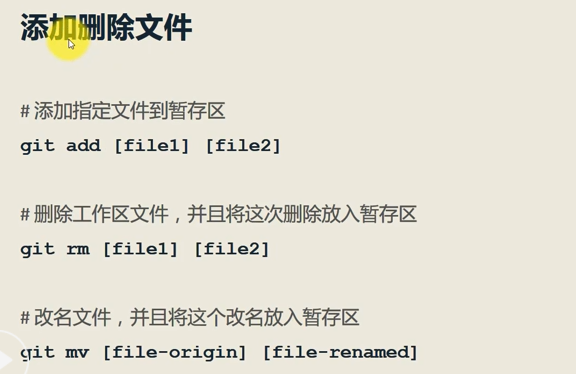 添加删除文件
# 添加指定文件到暂存区
git add [file1] [file2]
# 删除工作区文件，并且将这次删除放入暂存区
git rm [file1] [file2]
# 改名文件，并且将这个改名放入暂存区
git mv [file-origin] [file-renamed]